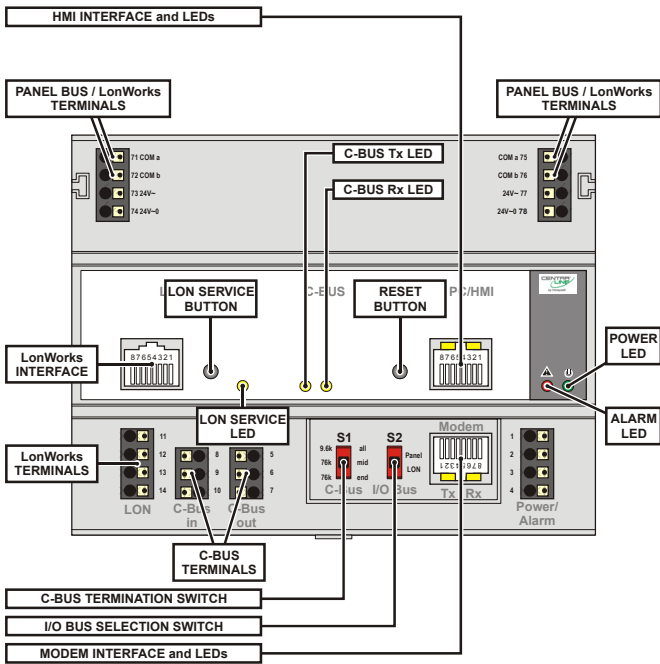 HMI INTERFACE and LEDs
PANEL BUS / LonWorks
TERMINALS
PANEL BUS / LonWorks
TERMINALS
71 COM a
72 COM b
73 24V~
74 24V~0
C-BUS Tx LED
C-BUS Rx LED
COM a 75
COM b 76
24V~ 77
24V~0 78
LON SERVICE
BUTTON
C-BUS
RESET
BUTTON
PC/HMI
CENTRA
LINE
by Honeywell
LonWorks
INTERFACE
87654321
87654321
POWER
LED
LON SERVICE
LED
ALARM
LED
LonWorks
TERMINALS
11
12
13
14
LON
8
9
10
C-Bus
in
5
6
7
C-Bus
out
S1
9.6k all
76k mid
76k end
C-Bus
S2
Panel
LON
I/O Bus
Modem
87654321
Tx Rx
1
2
3
4
Power/
Alarm
C-BUS
TERMINALS
C-BUS TERMINATION SWITCH
I/O BUS SELECTION SWITCH
MODEM INTERFACE and LEDs